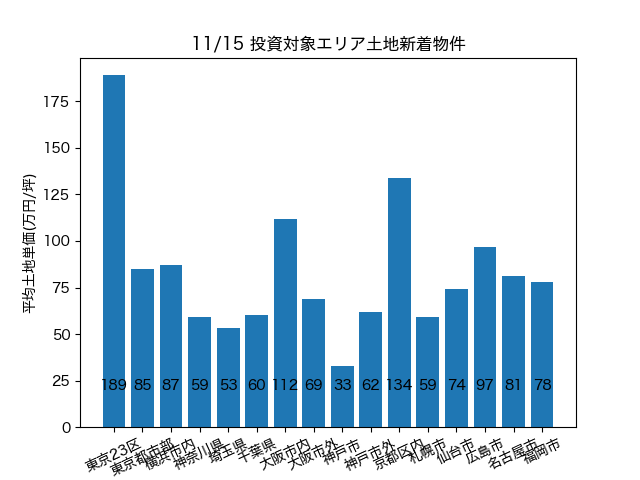 11/15 投資対象エリア土地新着物件
平均土地単価(万円/坪)
175
150
125
100
75
50
25
0
189 85 87 59 53 60 112 69 33 62 134 59 74 97 81 78
東京23区 東京都市部 横浜市内 神奈川県 埼玉県 千葉県 大阪市内 大阪市外 神戸市 神戸市外 京都区内 札幌市 仙台市 広島市 名古屋市 福岡市